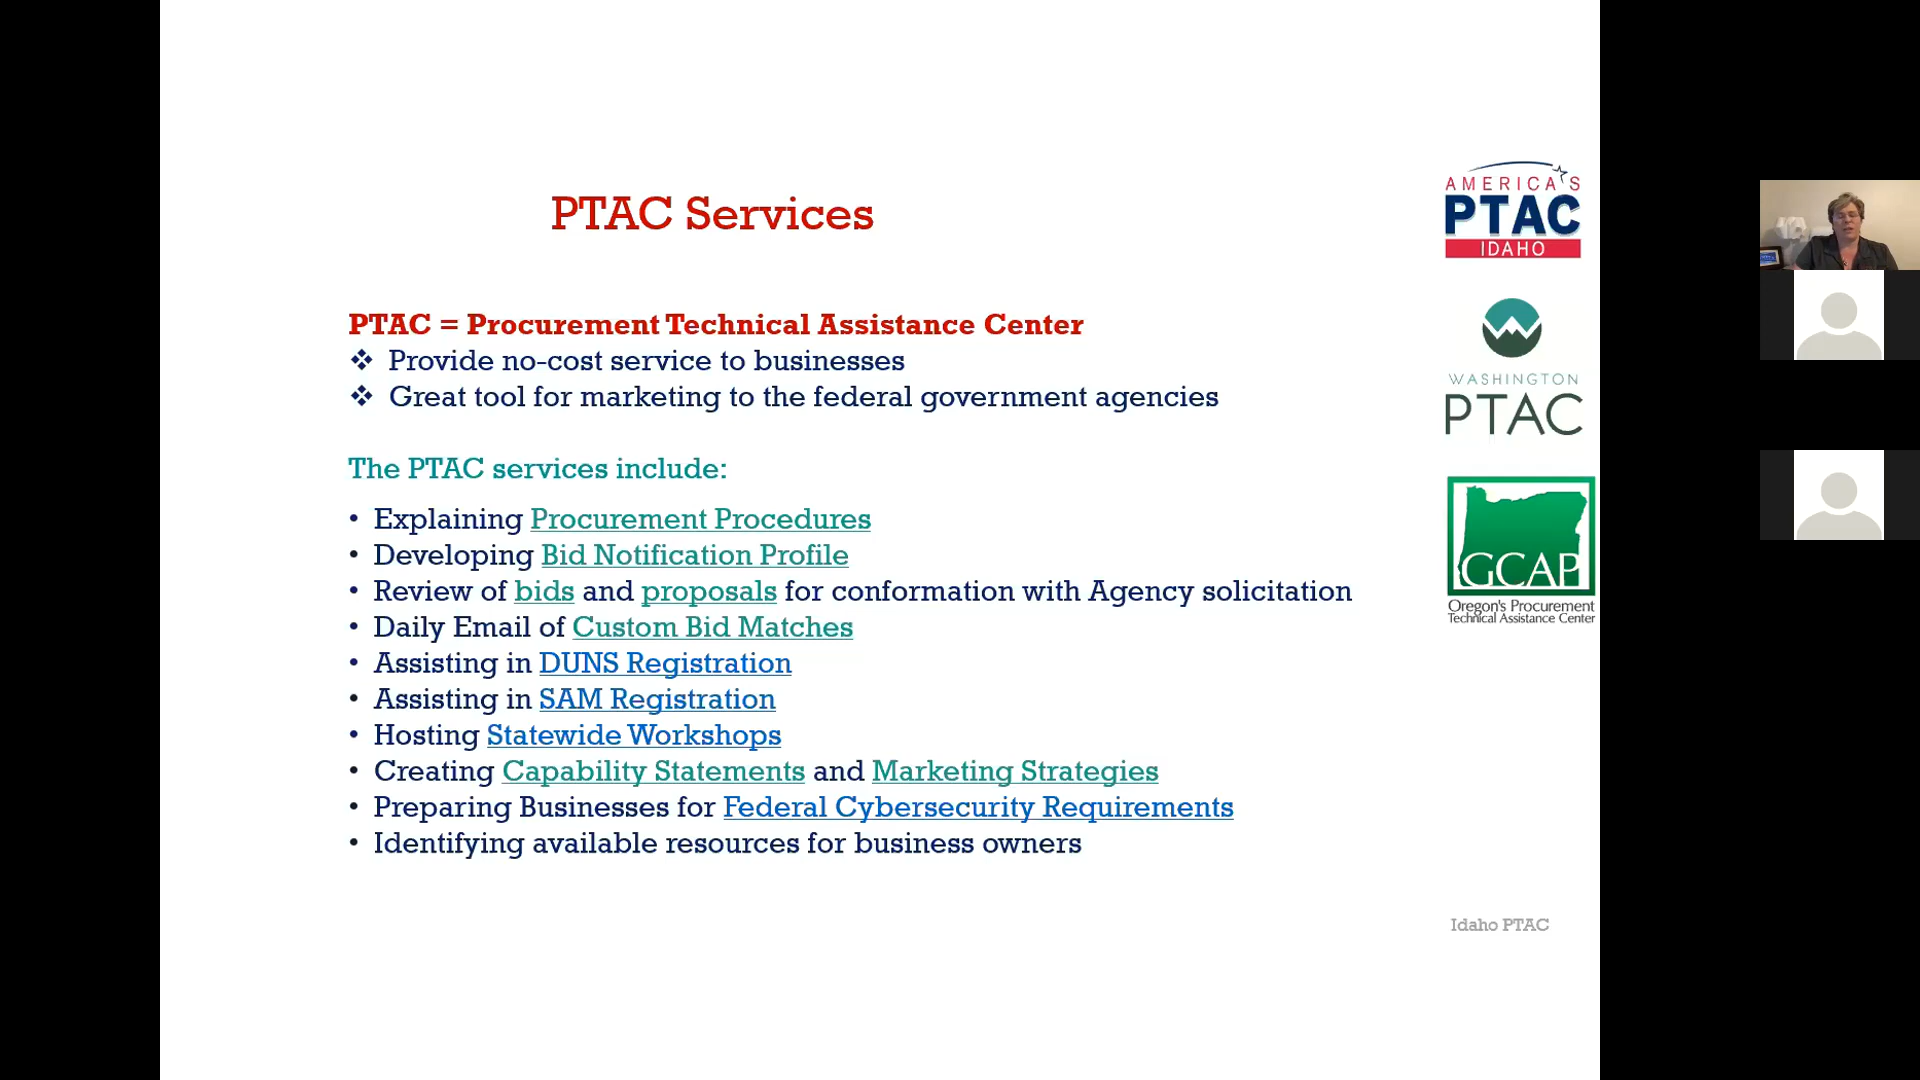 PTAC Services
PTAC = Procurement Technical Assistance Center
❖ Provide no-cost service to businesses
❖ Great tool for marketing to the federal government agencies
The PTAC services include:
• Explaining Procurement Procedures
• Developing Bid Notification Profile
• Review of bids and proposals for conformation with Agency solicitation
• Daily Email of Custom Bid Matches
• Assisting in DUNS Registration
• Assisting in SAM Registration
• Hosting Statewide Workshops
• Creating Capability Statements and Marketing Strategies
• Preparing Businesses for Federal Cybersecurity Requirements
• Identifying available resources for business owners
AMERICA'S
PTAC
IDAHO
WASHINGTON
PTAC
GCAP
Oregon's Procurement
Technical Assistance Center
Idaho PTAC